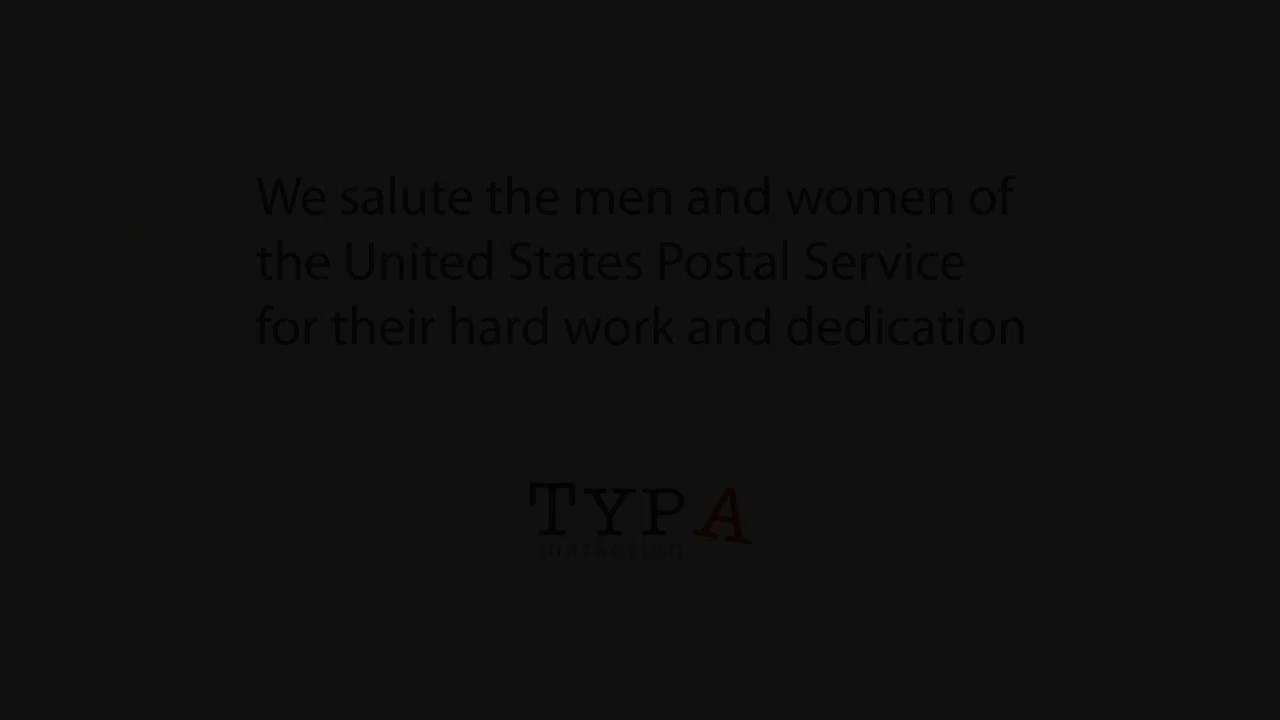 We salute the men and women of
the United States Postal Service
for their hard work and dedication
TYPA
marketing